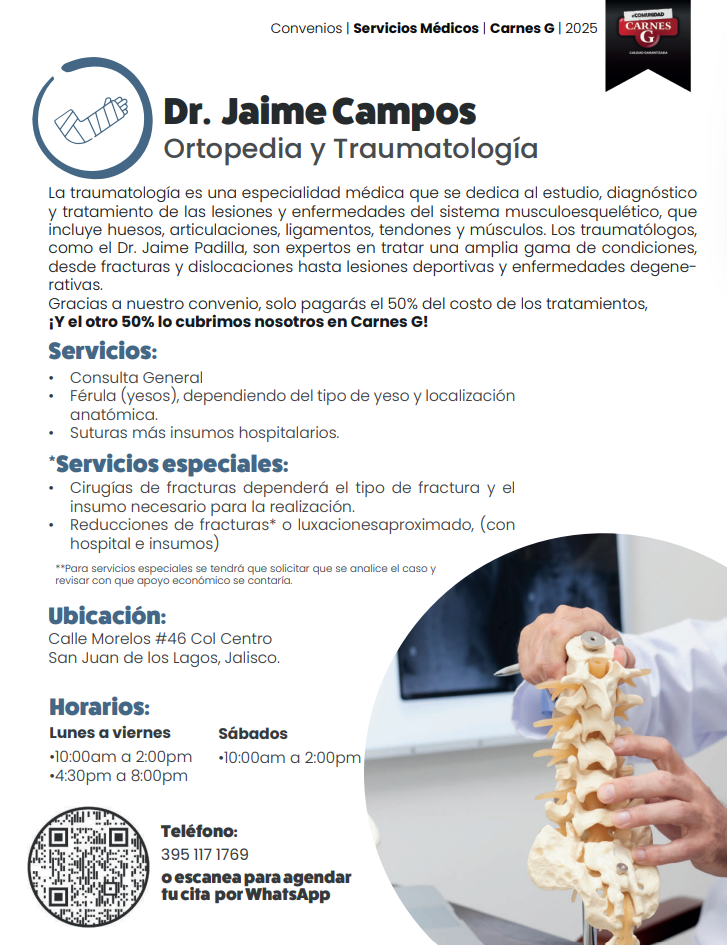 Convenios | Servicios Médicos | Carnes G | 2025
#COMUNIDAD
CARNES
G
CALIDAD GARANTIZADA
Dr. Jaime Campos
Ortopedia y Traumatología
La traumatología es una especialidad médica que se dedica al estudio, diagnóstico
y tratamiento de las lesiones y enfermedades del sistema musculoesquelético, que
incluye huesos, articulaciones, ligamentos, tendones y músculos. Los traumatólogos,
como el Dr. Jaime Padilla, son expertos en tratar una amplia gama de condiciones,
desde fracturas y dislocaciones hasta lesiones deportivas y enfermedades degene-
rativas.
Gracias a nuestro convenio, solo pagarás el 50% del costo de los tratamientos,
¡Y el otro 50% lo cubrimos nosotros en Carnes G!
Servicios:
• Consulta General
• Férula (yesos), dependiendo del tipo de yeso y localización
anatómica.
• Suturas más insumos hospitalarios.
*Servicios especiales:
• Cirugías de fracturas dependerá el tipo de fractura y el
insumo necesario para la realización.
• Reducciones de fracturas* o luxacionesaproximado, (con
hospital e insumos)
**Para servicios especiales se tendrá que solicitar que se analice el caso y
revisar con que apoyo económico se contaría.
Ubicación:
Calle Morelos #46 Col Centro
San Juan de los Lagos, Jalisco.
Horarios:
Lunes a viernes
•10:00am a 2:00pm
•4:30pm a 8:00pm
Sábados
•10:00am a 2:00pm
Teléfono:
395 117 1769
o escanea para agendar
tu cita por WhatsApp